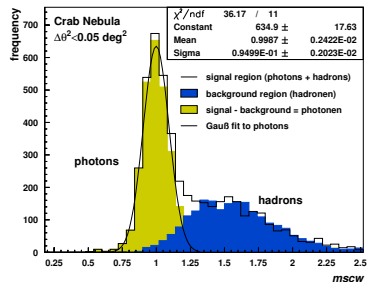 Crab Nebula
Δθ²<0.05 deg²
χ²/ndf 36.17 / 11
Constant 634.9 ± 17.63
Mean 0.9987 ± 0.2422E-02
Sigma 0.9499E-01 ± 0.2023E-02
signal region (photons + hadrons)
background region (hadronen)
signal - background = photonen
Gauß fit to photons
photons
hadrons
frequency
700
600
500
400
300
200
100
0
0.25 0.5 0.75 1 1.25 1.5 1.75 2 2.25 2.5
mscw